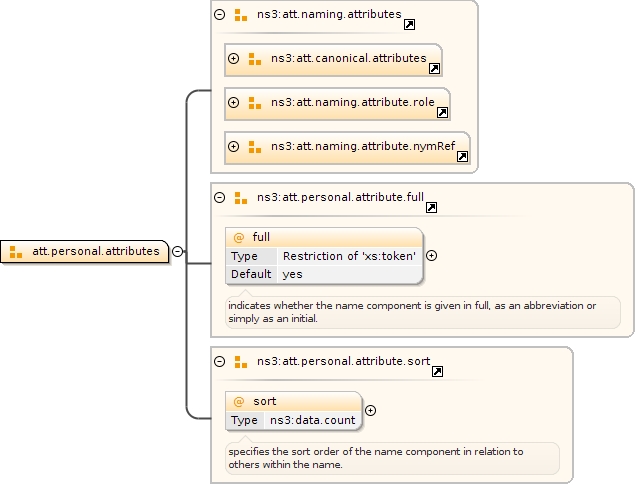 ns3:att.naming.attributes
ns3:att.canonical.attributes
ns3:att.naming.attribute.role
ns3:att.naming.attribute.nymRef
ns3:att.personal.attribute.full
@ full
Type Restriction of 'xs:token'
Default yes
indicates whether the name component is given in full, as an abbreviation or
simply as an initial.
att.personal.attributes
ns3:att.personal.attribute.sort
@ sort
Type ns3:data.count
specifies the sort order of the name component in relation to
others within the name.